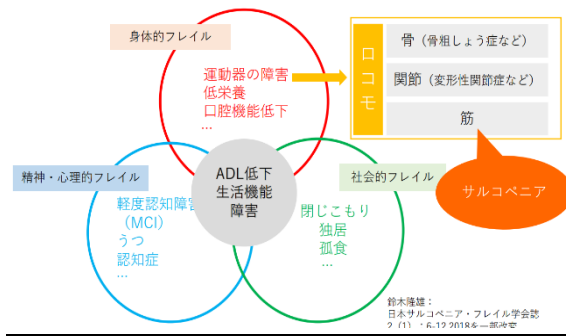 身体的フレイル
運動器の障害
低栄養
口腔機能低下
…
ロコモ
骨（骨粗しょう症など）
関節（変形性関節症など）
筋
サルコペニア
精神・心理的フレイル
軽度認知障害
（MCI）
うつ
認知症
…
ADL低下
生活機能
障害
社会的フレイル
閉じこもり
独居
孤食
…
鈴木隆雄：
日本サルコペニア・フレイル学会誌
2（1）：6-12,2018を一部改変